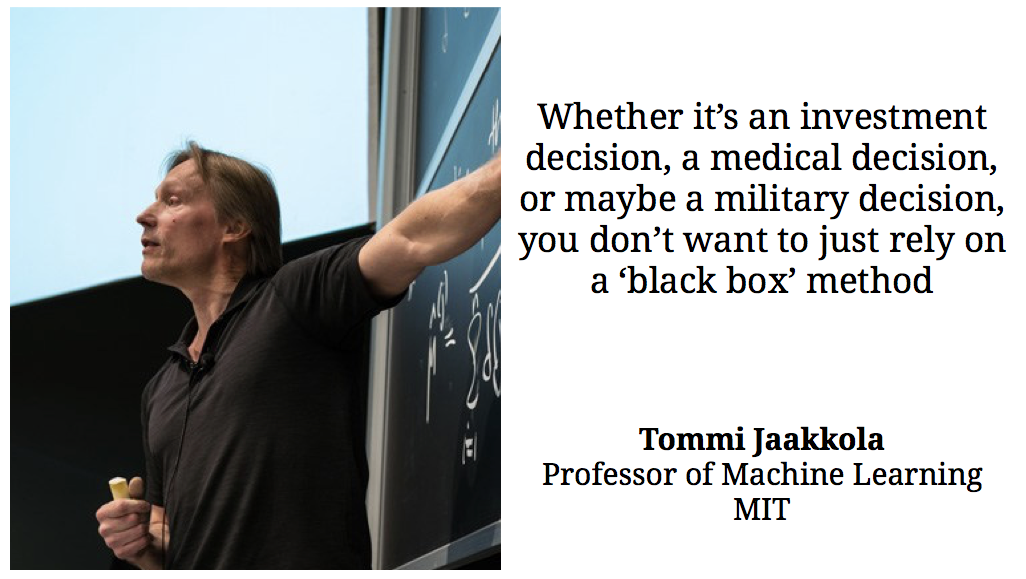 Whether it’s an investment
decision, a medical decision,
or maybe a military decision,
you don’t want to just rely on
a ‘black box’ method
Tommi Jaakkola
Professor of Machine Learning
MIT